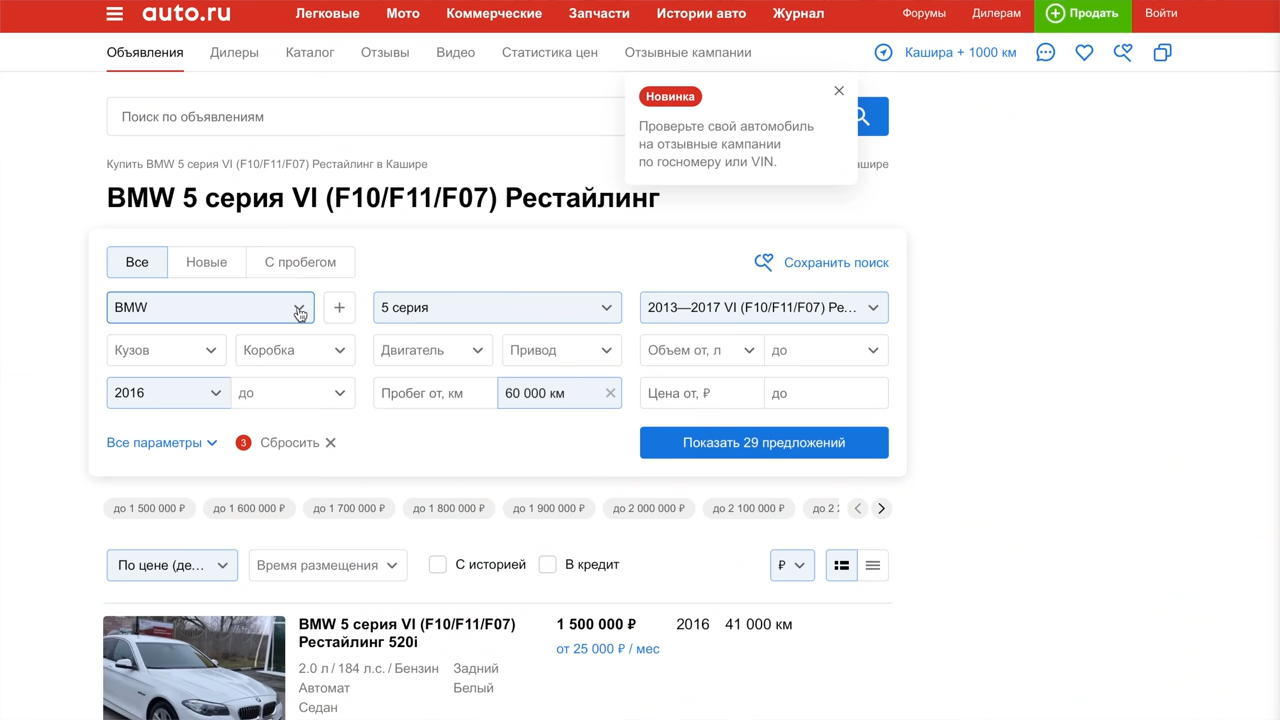 auto.ru
Легковые Мото Коммерческие Запчасти Истории авто Журнал Форумы Дилерам Продать Войти
Объявления Дилеры Каталог Отзывы Видео Статистика цен Отзывные кампании Кашира + 1000 км
Новинка
Поиск по объявлениям
Проверьте свой автомобиль
на отзывные кампании
по госномеру или VIN.
Купить BMW 5 серия VI (F10/F11/F07) Рестайлинг в Кашире
BMW 5 серия VI (F10/F11/F07) Рестайлинг
Все Новые С пробегом Сохранить поиск
BMW 5 серия 2013—2017 VI (F10/F11/F07) Ре...
Кузов Коробка Двигатель Привод Объем от, л до
2016 до Пробег от, км 60 000 км Цена от, ₽ до
Все параметры 3 Сбросить Показать 29 предложений
до 1 500 000 ₽ до 1 600 000 ₽ до 1 700 000 ₽ до 1 800 000 ₽ до 1 900 000 ₽ до 2 000 000 ₽ до 2 100 000 ₽ до 2
По цене (де... Время размещения С историей В кредит ₽
BMW 5 серия VI (F10/F11/F07) 1 500 000 ₽ 2016 41 000 км
Рестайлинг 520i
от 25 000 ₽ / мес
2.0 л / 184 л.с. / Бензин Задний
Автомат Белый
Седан